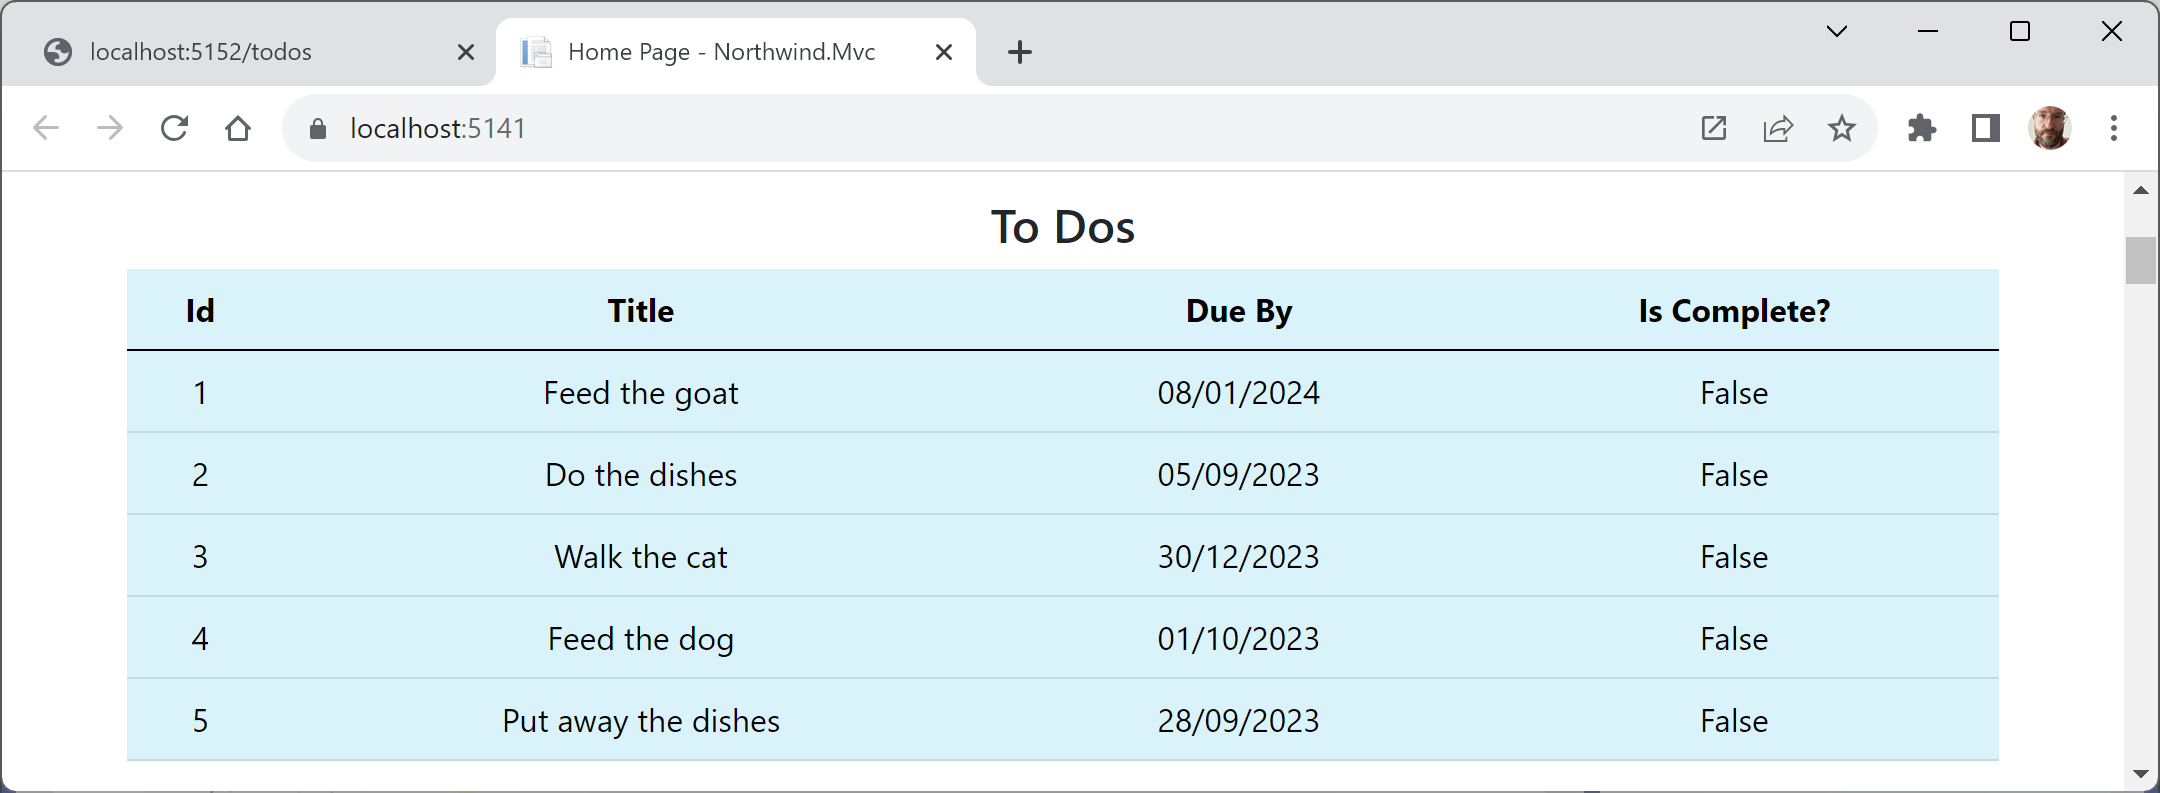 localhost:5152/todos
Home Page - Northwind.Mvc
localhost:5141
To Dos
Id Title Due By Is Complete?
1 Feed the goat 08/01/2024 False
2 Do the dishes 05/09/2023 False
3 Walk the cat 30/12/2023 False
4 Feed the dog 01/10/2023 False
5 Put away the dishes 28/09/2023 False